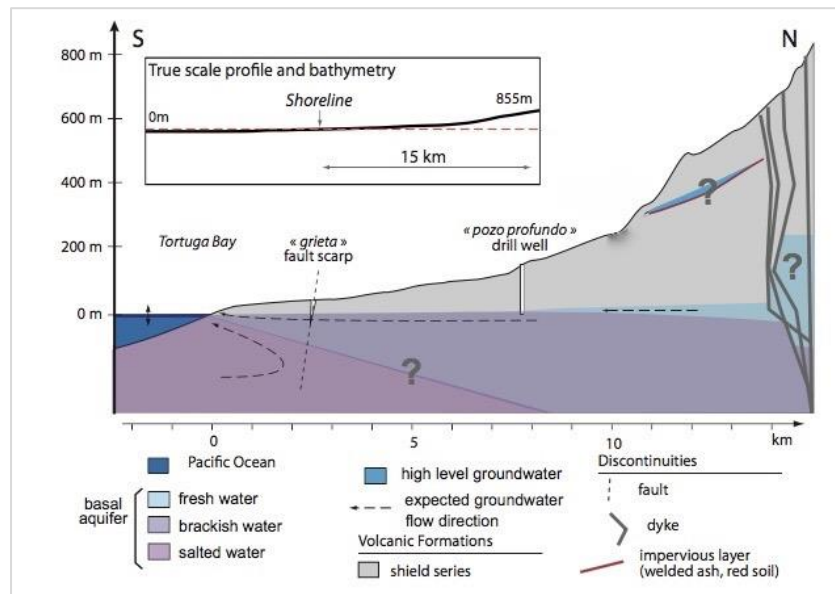 S
N
800 m
600 m
400 m
200 m
0 m
True scale profile and bathymetry
Shoreline
0m
855m
15 km
?
?
?
Tortuga Bay
« grieta »
fault scarp
« pozo profundo »
drill well
0
5
10
km
Pacific Ocean
basal
aquifer
fresh water
brackish water
salted water
high level groundwater
expected groundwater
flow direction
Volcanic Formations
shield series
Discontinuities
fault
dyke
impervious layer
(welded ash, red soil)